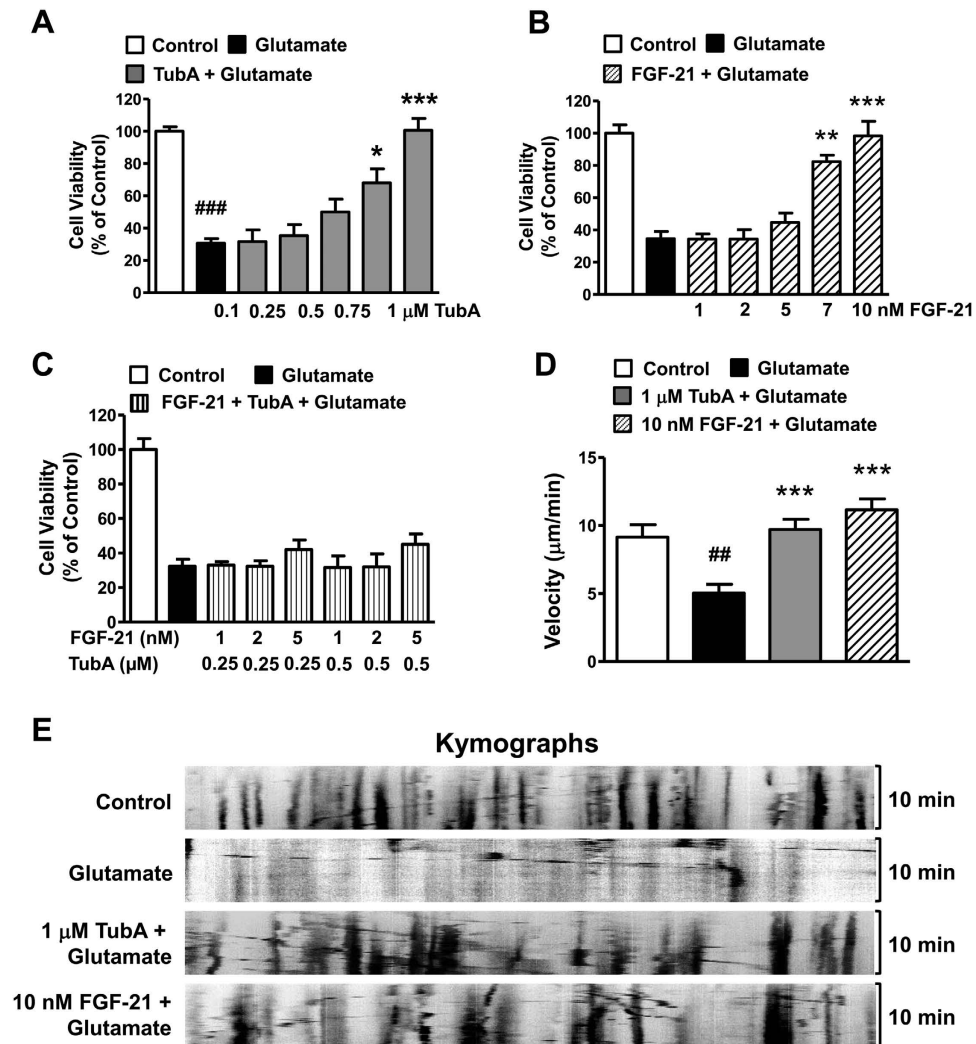 A
Control Glutamate
TubA + Glutamate
Cell Viability
(% of Control)
120
100
80
60
40
20
0
###
*
***
0.1 0.25 0.5 0.75 1 μM TubA
B
Control Glutamate
FGF-21 + Glutamate
Cell Viability
(% of Control)
120
100
80
60
40
20
0
**
***
1 2 5 7 10 nM FGF-21
C
Control Glutamate
FGF-21 + TubA + Glutamate
Cell Viability
(% of Control)
120
100
80
60
40
20
0
FGF-21 (nM) 1 2 5 1 2 5
TubA (μM) 0.25 0.25 0.25 0.5 0.5 0.5
D
Control Glutamate
1 μM TubA + Glutamate
10 nM FGF-21 + Glutamate
Velocity (μm/min)
15
10
5
0
##
***
***
E
Kymographs
Control
10 min
Glutamate
10 min
1 μM TubA +
Glutamate
10 min
10 nM FGF-21 +
Glutamate
10 min